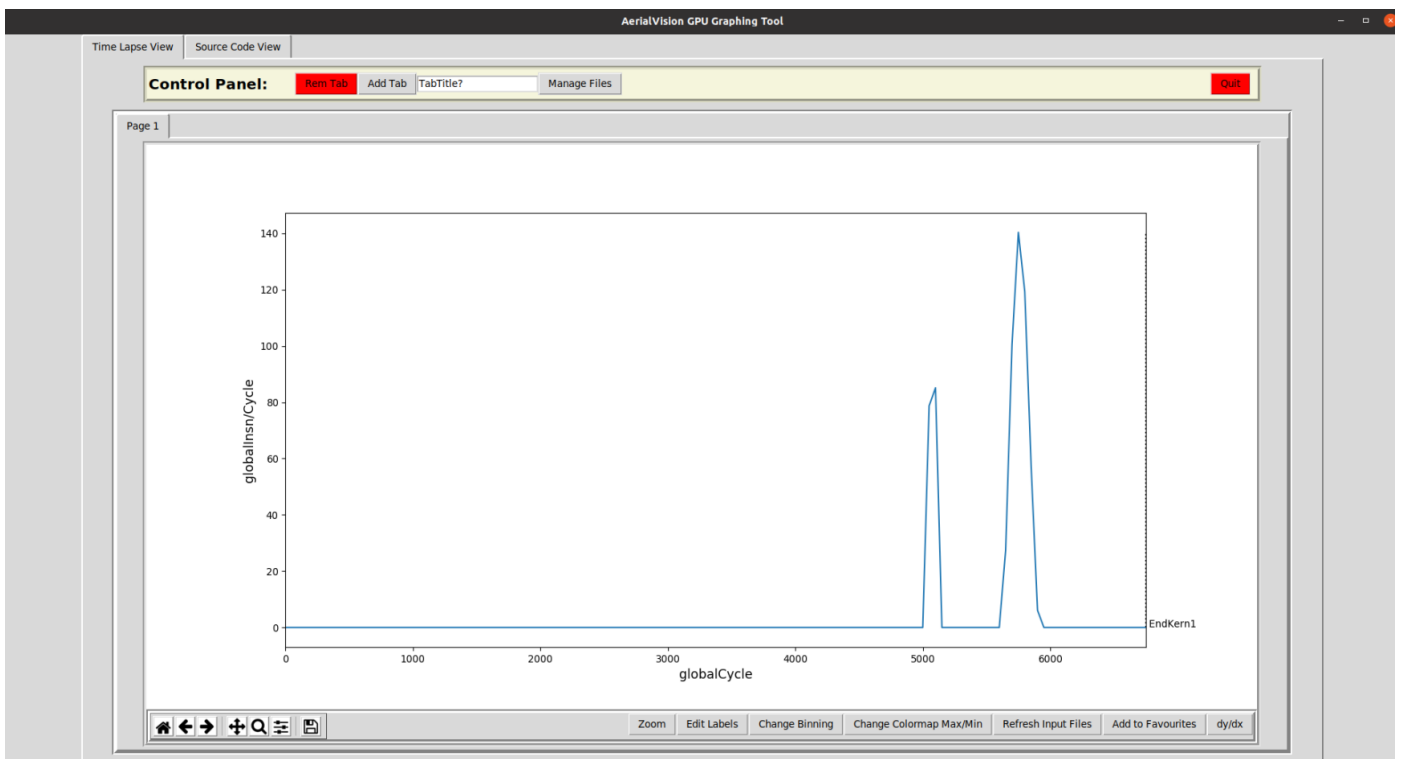 AerialVision GPU Graphing Tool
Time Lapse View Source Code View
Control Panel: Rem Tab Add Tab TabTitle? Manage Files Quit
Page 1
140
120
100
80
60
40
20
0
globalInsn/Cycle
EndKern1
0 1000 2000 3000 4000 5000 6000
globalCycle
Zoom Edit Labels Change Binning Change Colormap Max/Min Refresh Input Files Add to Favourites dy/dx